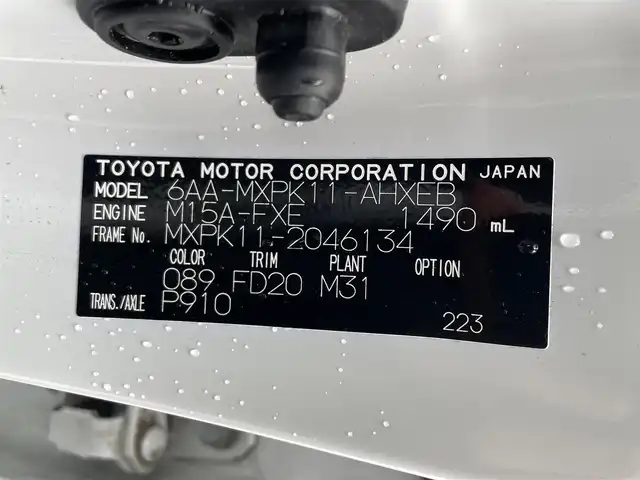 TOYOTA MOTOR CORPORATION JAPAN
MODEL 6AA-MXPK11-AHXEB
ENGINE M15A-FXE 1490 mL
FRAME No. MXPK11-2046134
COLOR TRIM PLANT OPTION
089 FD20 M31
TRANS./AXLE P910
223